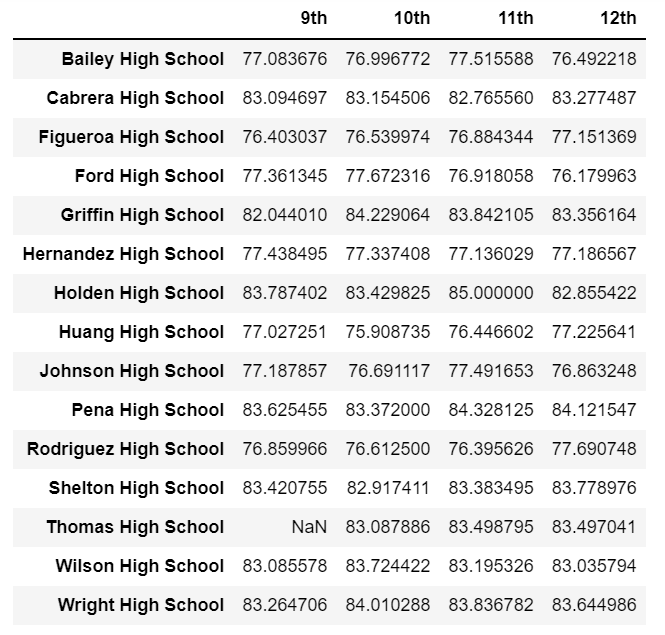 9th 10th 11th 12th
Bailey High School 77.083676 76.996772 77.515588 76.492218
Cabrera High School 83.094697 83.154506 82.765560 83.277487
Figueroa High School 76.403037 76.539974 76.884344 77.151369
Ford High School 77.361345 77.672316 76.918058 76.179963
Griffin High School 82.044010 84.229064 83.842105 83.356164
Hernandez High School 77.438495 77.337408 77.136029 77.186567
Holden High School 83.787402 83.429825 85.000000 82.855422
Huang High School 77.027251 75.908735 76.446602 77.225641
Johnson High School 77.187857 76.691117 77.491653 76.863248
Pena High School 83.625455 83.372000 84.328125 84.121547
Rodriguez High School 76.859966 76.612500 76.395626 77.690748
Shelton High School 83.420755 82.917411 83.383495 83.778976
Thomas High School NaN 83.087886 83.498795 83.497041
Wilson High School 83.085578 83.724422 83.195326 83.035794
Wright High School 83.264706 84.010288 83.836782 83.644986